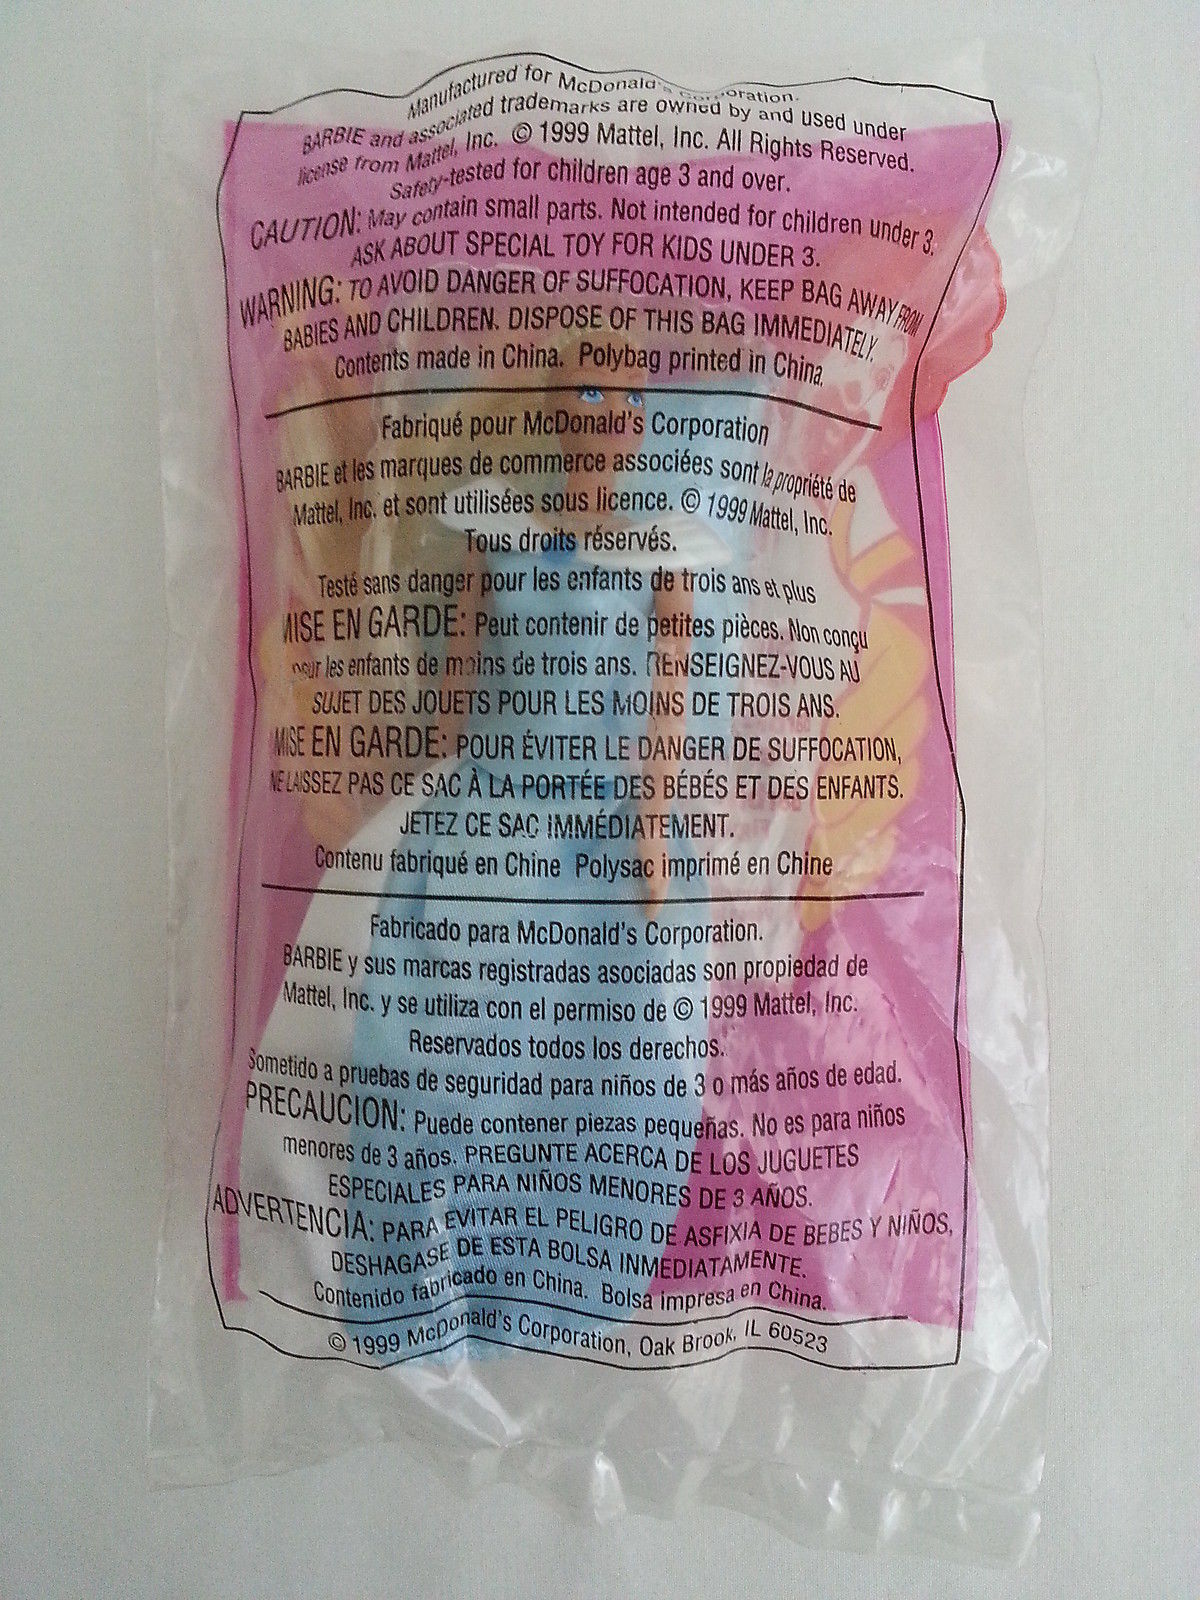 Manufactured for McDonald's Corporation.
BARBIE and associated trademarks are owned by and used under
license from Mattel, Inc. © 1999 Mattel, Inc. All Rights Reserved.
Safety-tested for children age 3 and over.
CAUTION: May contain small parts. Not intended for children under 3.
ASK ABOUT SPECIAL TOY FOR KIDS UNDER 3.
WARNING: TO AVOID DANGER OF SUFFOCATION, KEEP BAG AWAY FROM
BABIES AND CHILDREN. DISPOSE OF THIS BAG IMMEDIATELY.
Contents made in China. Polybag printed in China.
Fabriqué pour McDonald's Corporation
BARBIE et les marques de commerce associées sont la propriété de
Mattel, Inc. et sont utilisées sous licence. © 1999 Mattel, Inc.
Tous droits réservés.
Testé sans danger pour les enfants de trois ans et plus
MISE EN GARDE: Peut contenir de petites pièces. Non conçu
pour les enfants de moins de trois ans. RENSEIGNEZ-VOUS AU
SUJET DES JOUETS POUR LES MOINS DE TROIS ANS.
MISE EN GARDE: POUR ÉVITER LE DANGER DE SUFFOCATION,
NE LAISSEZ PAS CE SAC À LA PORTÉE DES BÉBÉS ET DES ENFANTS.
JETEZ CE SAC IMMÉDIATEMENT.
Contenu fabriqué en Chine Polysac imprimé en Chine
Fabricado para McDonald's Corporation.
BARBIE y sus marcas registradas asociadas son propiedad de
Mattel, Inc. y se utiliza con el permiso de © 1999 Mattel, Inc.
Reservados todos los derechos.
Sometido a pruebas de seguridad para niños de 3 o más años de edad.
PRECAUCION: Puede contener piezas pequeñas. No es para niños
menores de 3 años. PREGUNTE ACERCA DE LOS JUGUETES
ESPECIALES PARA NIÑOS MENORES DE 3 AÑOS.
ADVERTENCIA: PARA EVITAR EL PELIGRO DE ASFIXIA DE BEBES Y NIÑOS,
DESHAGASE DE ESTA BOLSA INMEDIATAMENTE.
Contenido fabricado en China. Bolsa impresa en China.
© 1999 McDonald's Corporation, Oak Brook, IL 60523